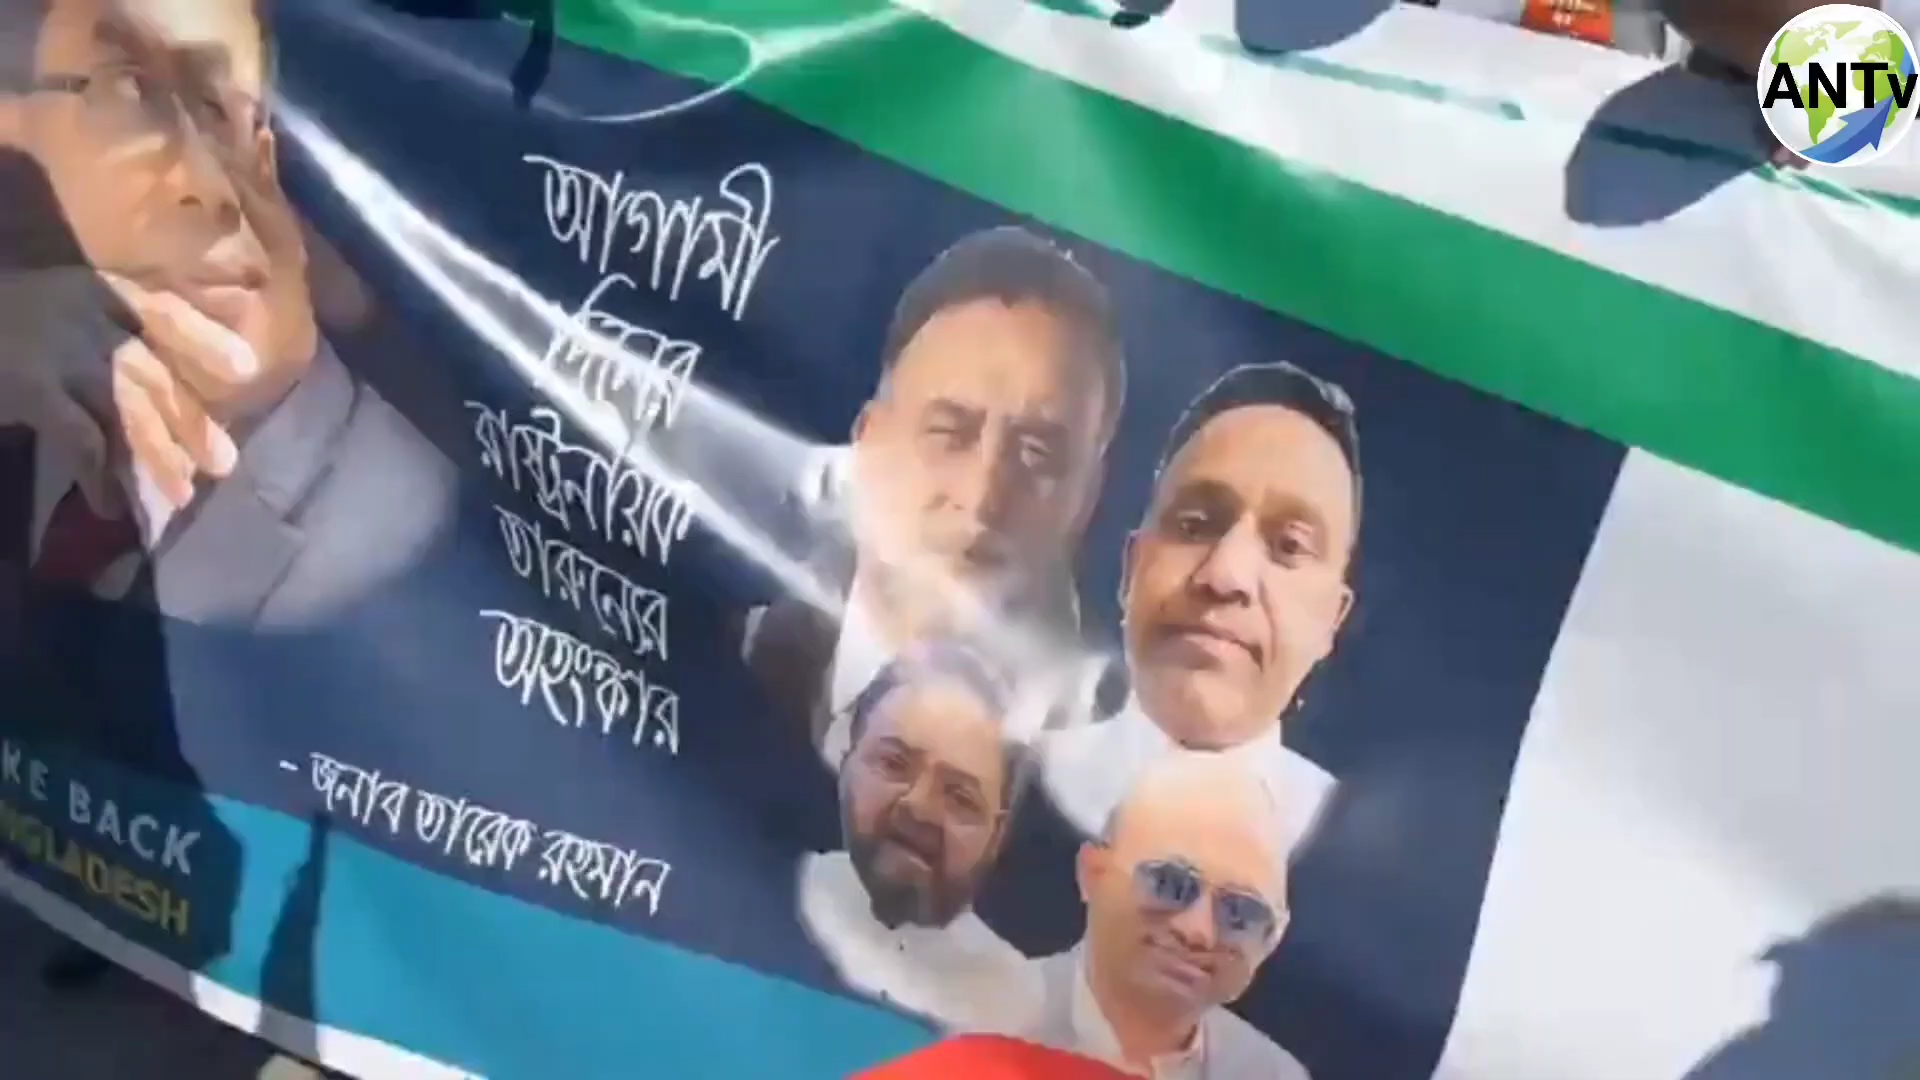 ANTv
আগামী
দিনের
রাষ্ট্রনায়ক
তারুন্যের
অহংঙ্কার
- জনাব তারেক রহমান
KE BACK
NGLADESH